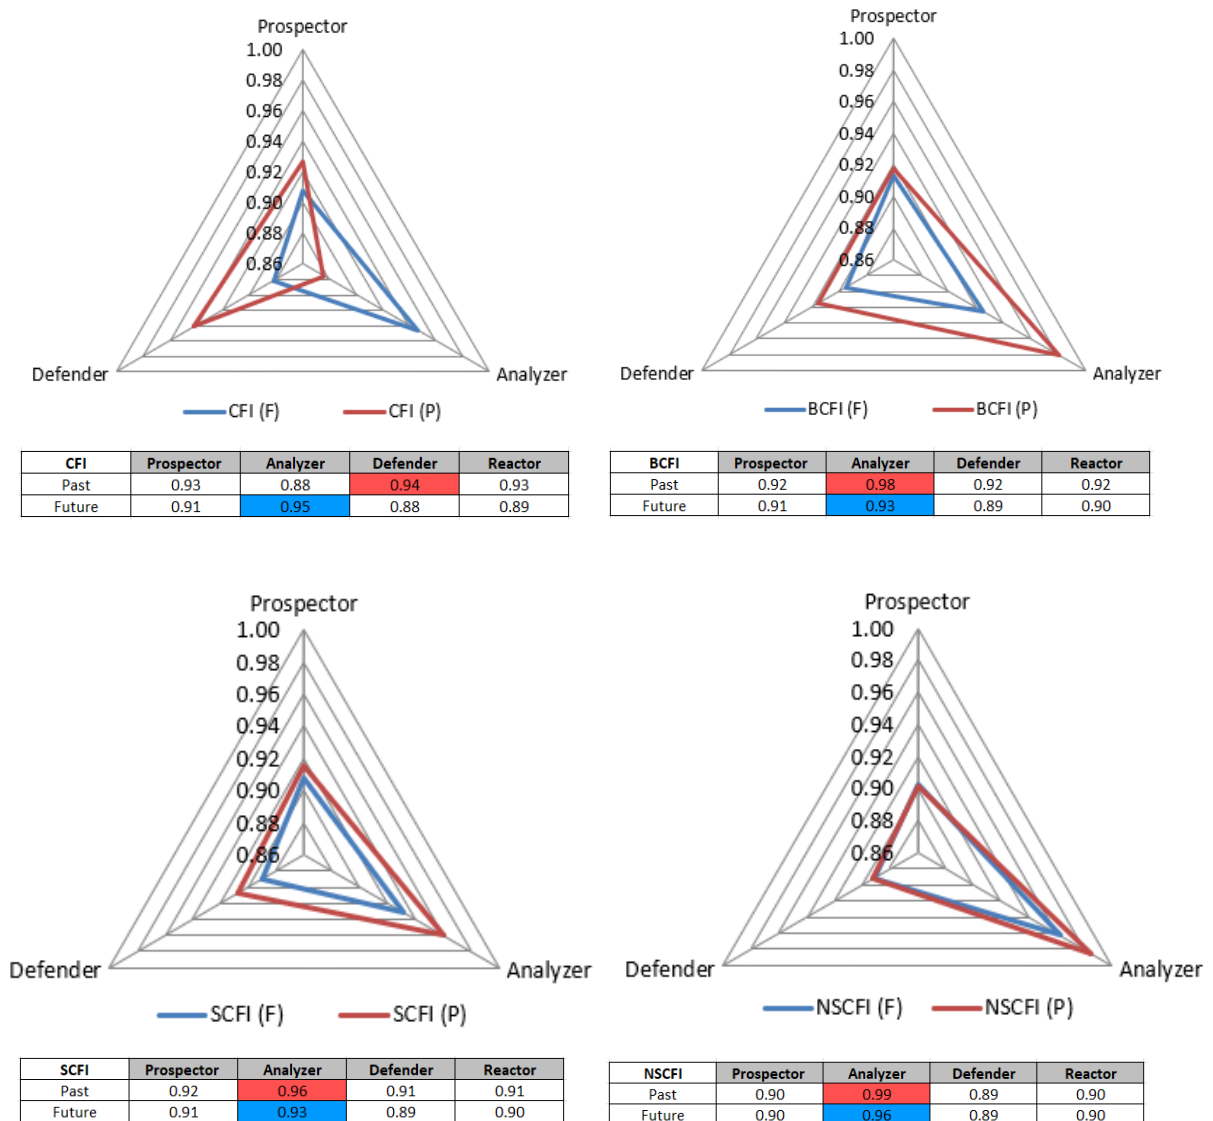 Prospector
1.00
0.98
0.96
0.94
0.92
0.90
0.88
0.86
Defender
Analyzer
CFI (F) CFI (P)
CFI Prospector Analyzer Defender Reactor
Past 0.93 0.88 0.94 0.93
Future 0.91 0.95 0.88 0.89
Prospector
1.00
0.98
0.96
0.94
0.92
0.90
0.88
0.86
Defender
Analyzer
BCFI (F) BCFI (P)
BCFI Prospector Analyzer Defender Reactor
Past 0.92 0.98 0.92 0.92
Future 0.91 0.93 0.89 0.90
Prospector
1.00
0.98
0.96
0.94
0.92
0.90
0.88
0.86
Defender
Analyzer
SCFI (F) SCFI (P)
SCFI Prospector Analyzer Defender Reactor
Past 0.92 0.96 0.91 0.91
Future 0.91 0.93 0.89 0.90
Prospector
1.00
0.98
0.96
0.94
0.92
0.90
0.88
0.86
Defender
Analyzer
NSCFI (F) NSCFI (P)
NSCFI Prospector Analyzer Defender Reactor
Past 0.90 0.99 0.89 0.90
Future 0.90 0.96 0.89 0.90